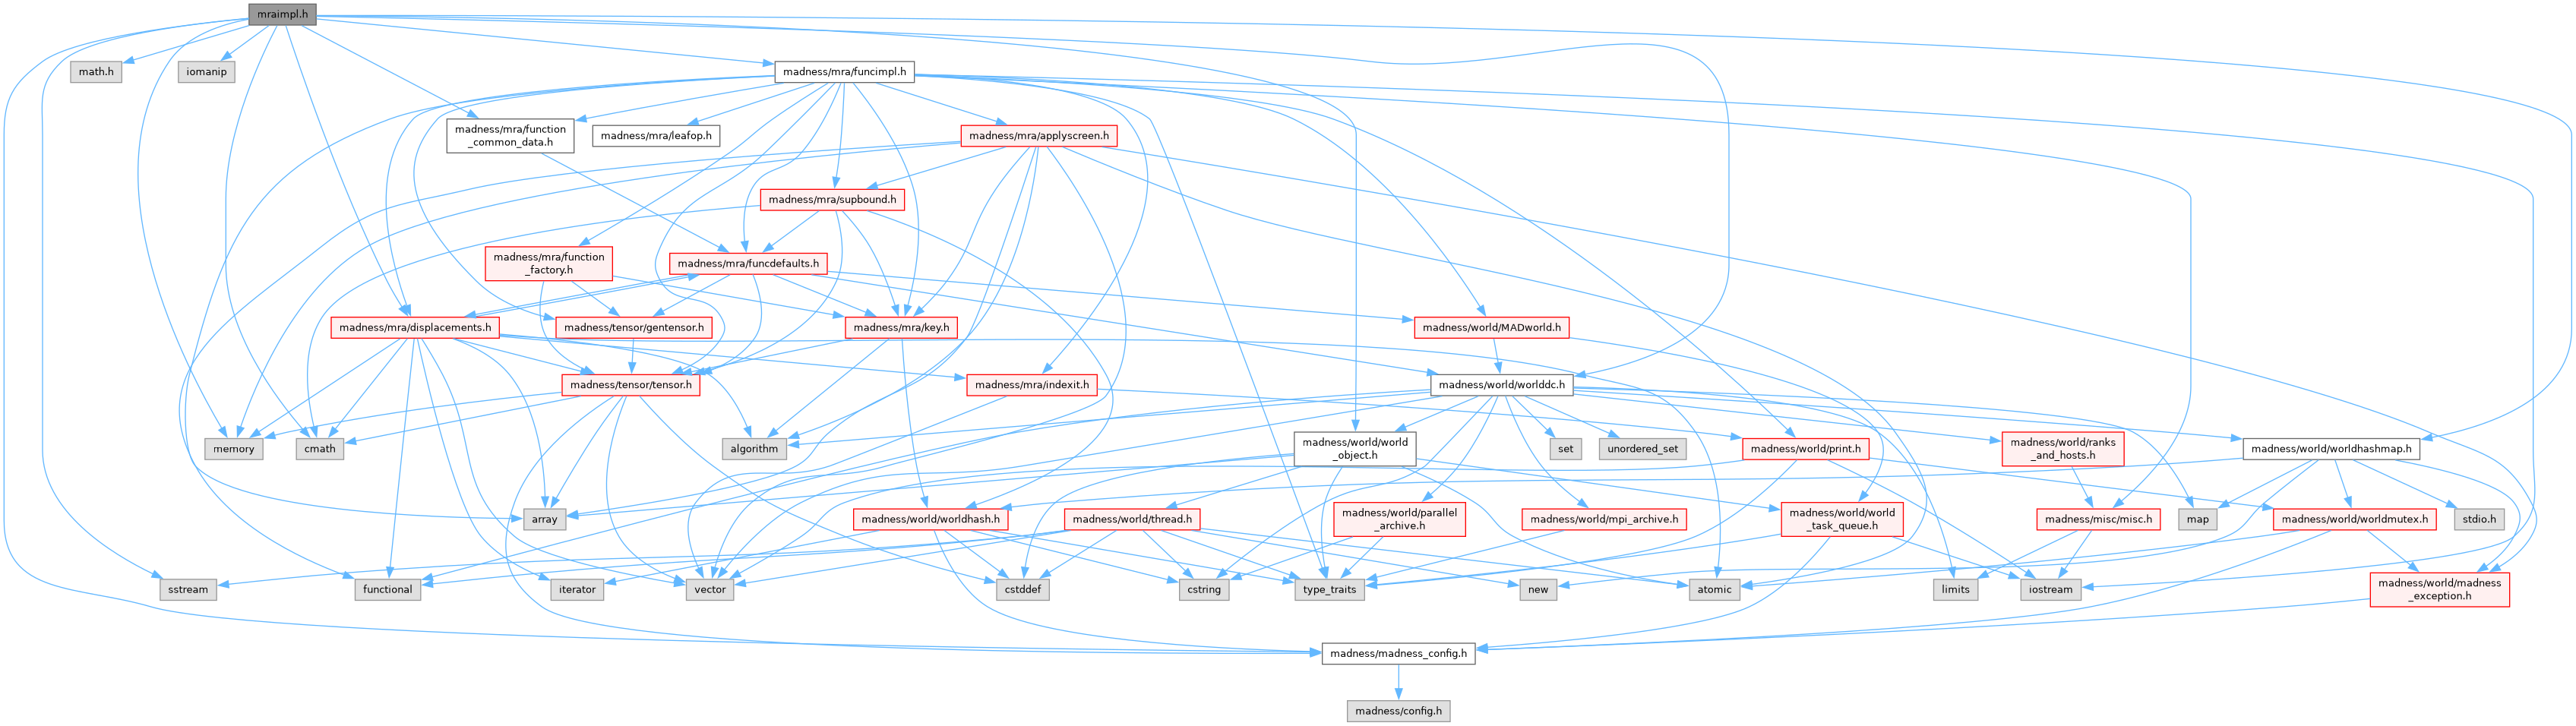 mraimpl.h
math.h
iomanip
madness/mra/funcimpl.h
madness/mra/function
_common_data.h
madness/mra/leafop.h
madness/mra/applyscreen.h
madness/mra/supbound.h
madness/mra/function
_factory.h
madness/mra/funcdefaults.h
madness/mra/displacements.h
madness/tensor/gentensor.h
madness/mra/key.h
madness/world/MADworld.h
madness/tensor/tensor.h
madness/mra/indexit.h
madness/world/worlddc.h
memory
cmath
algorithm
madness/world/world
_object.h
set
unordered_set
madness/world/print.h
madness/world/ranks
_and_hosts.h
madness/world/worldhashmap.h
array
madness/world/worldhash.h
madness/world/thread.h
madness/world/parallel
_archive.h
madness/world/mpi_archive.h
madness/world/world
_task_queue.h
madness/misc/misc.h
map
madness/world/worldmutex.h
stdio.h
sstream
functional
iterator
vector
cstddef
cstring
type_traits
new
atomic
limits
iostream
madness/world/madness
_exception.h
madness/madness_config.h
madness/config.h